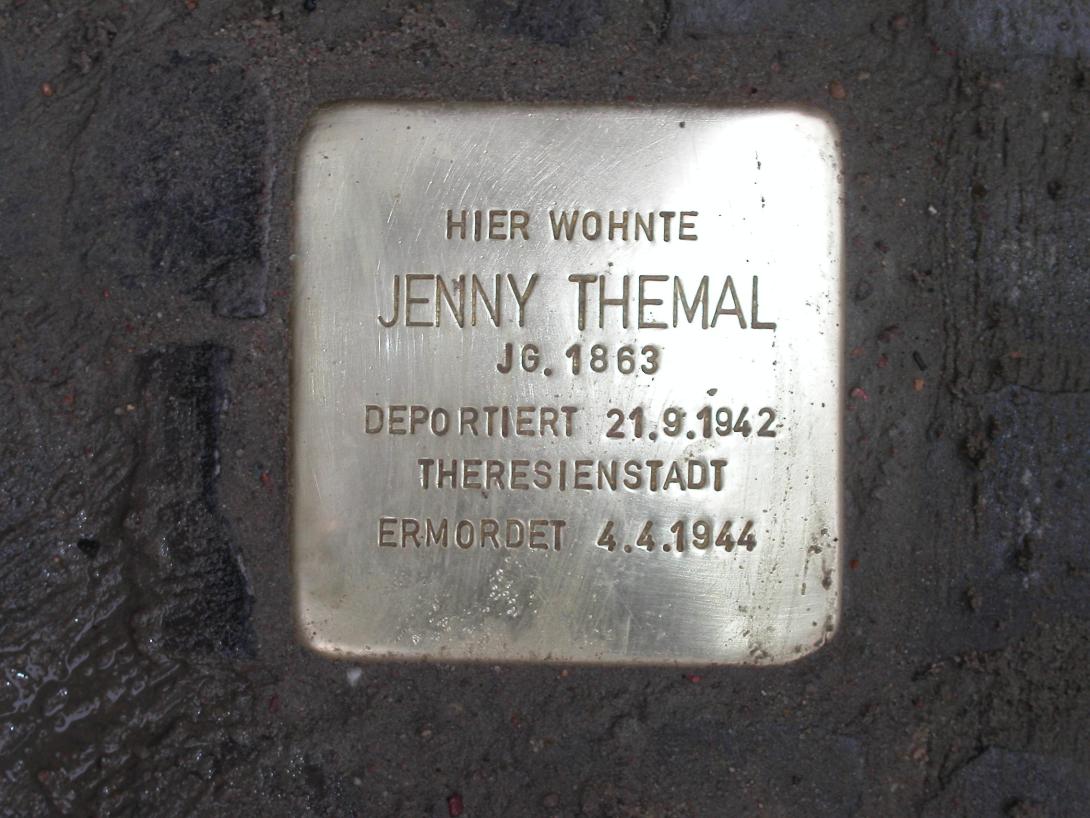 HIER WOHNTE
JENNY THEMAL
JG. 1863
DEPORTIERT 21.9.1942
THERESIENSTADT
ERMORDET 4.4.1944